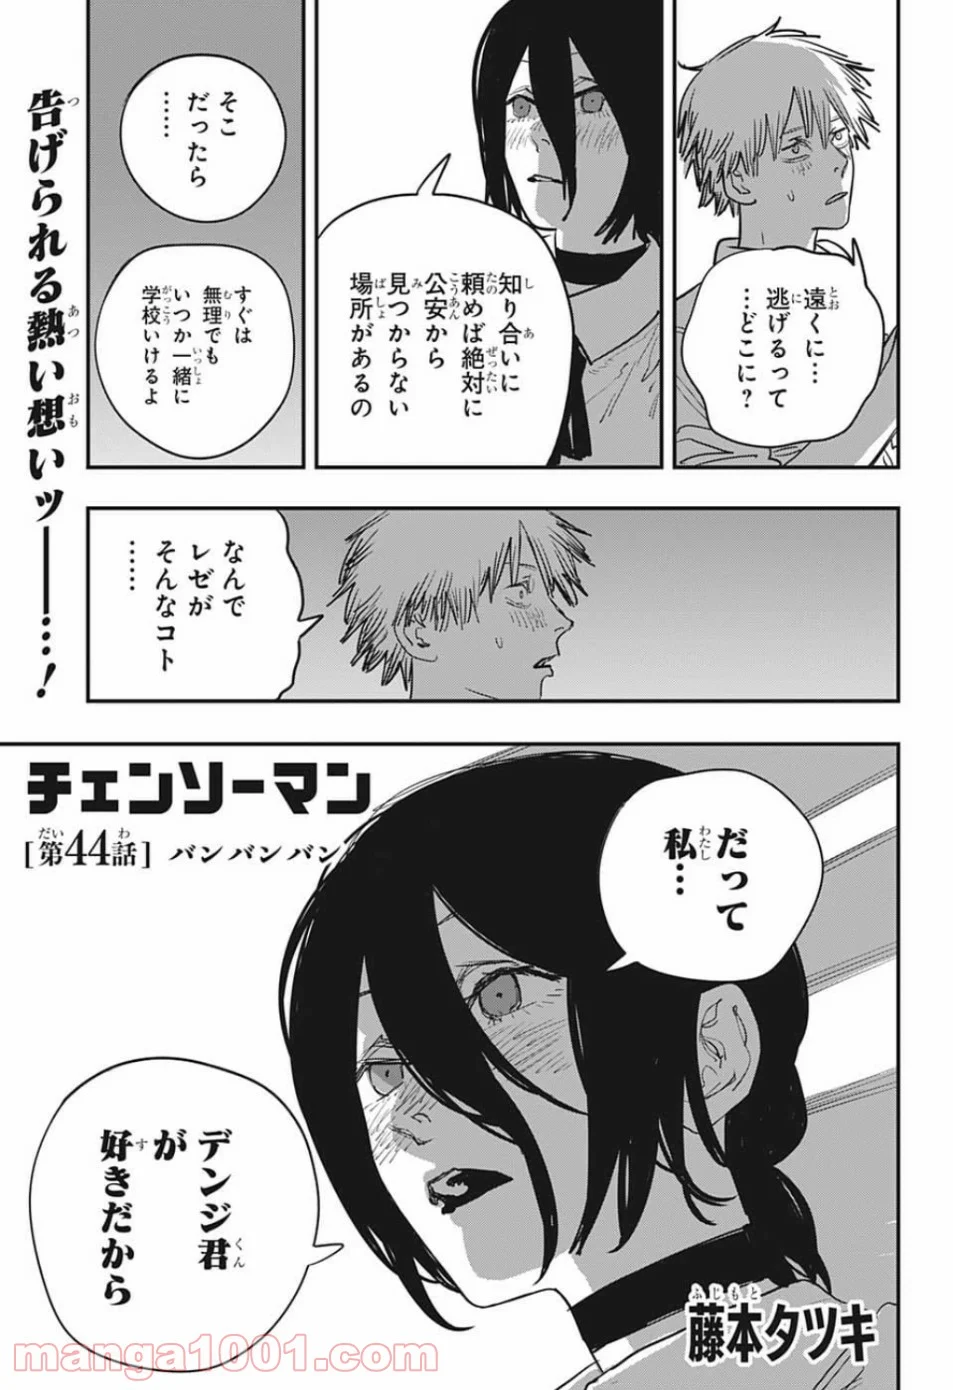 告げられる熱い想いッ――…！
遠くに…
逃げるって
…どこに？
知り合いに
頼めば絶対に
公安から
見つからない
場所があるの
そこ
だったら
……
すぐは
無理でも
いつか一緒に
学校いけるよ
なんで
レゼが
そんなコト
……
チェンソーマン
[第44話] バンバンバン
だって
私…
デンジ君
が
好きだから
藤本タツキ
manga1001.com